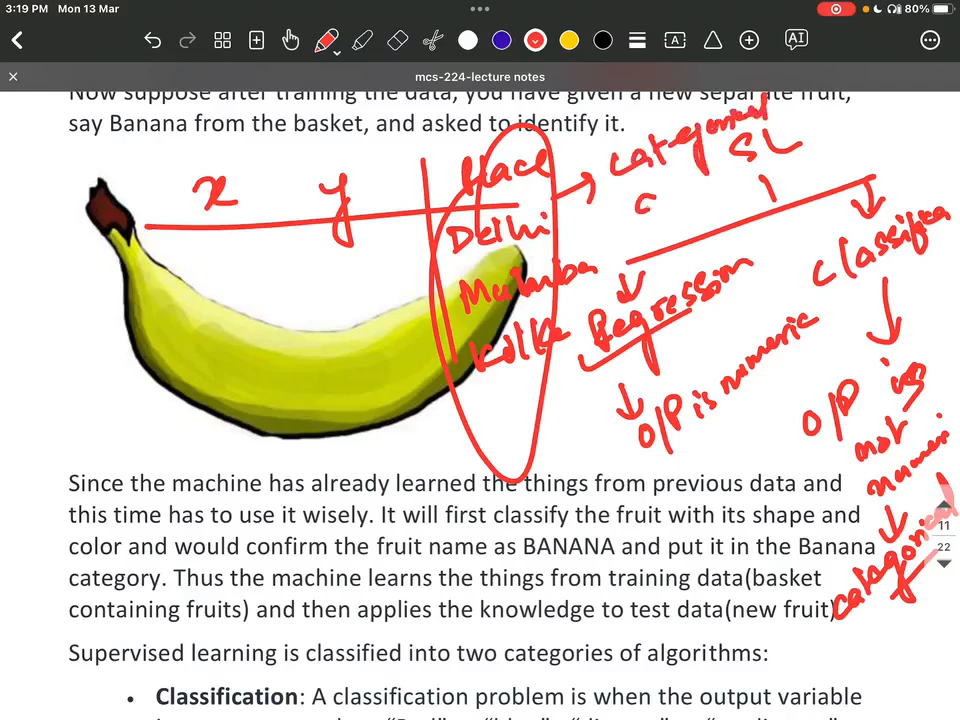 3:19 PM Mon 13 Mar
80%
A
AI
mcs-224-lecture notes
Now suppose after training the data, you have given a new separate fruit,
say Banana from the basket, and asked to identify it.
x y Place
Delhi
→ categorical
SL
Regression
O/P is numeric
O/P is
not
numeri
categorical
Since the machine has already learned the things from previous data and
this time has to use it wisely. It will first classify the fruit with its shape and
color and would confirm the fruit name as BANANA and put it in the Banana
category. Thus the machine learns the things from training data(basket
containing fruits) and then applies the knowledge to test data(new fruit)
11
22
Supervised learning is classified into two categories of algorithms:
• Classification: A classification problem is when the output variable